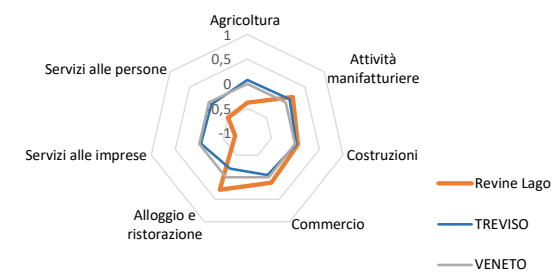 Agricoltura
1
0,5
0
-0,5
-1
Attività
manifatturiere
Costruzioni
Commercio
Alloggio e
ristorazione
Servizi alle imprese
Servizi alle persone
Revine Lago
TREVISO
VENETO